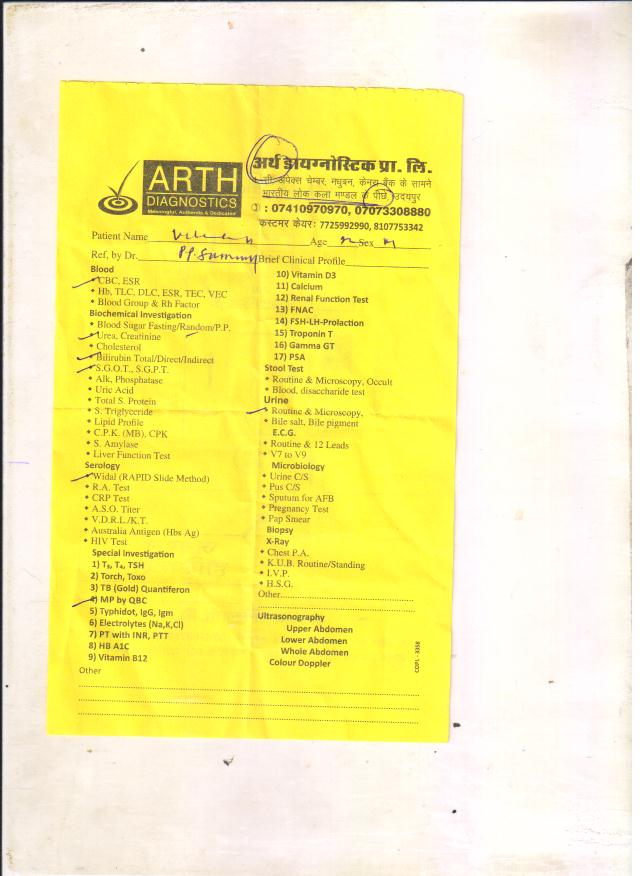 ARTH
DIAGNOSTICS
Meaningful, Authentic & Dedicated
अर्थ डायग्नोस्टिक प्रा. लि.
सी, अपेक्स चेम्बर, मधुबन, केनरा बैंक के सामने
भारतीय लोक कला मण्डल के पीछे, उदयपुर
: 07410970970, 07073308880
कस्टमर केयर: 7725992990, 8107753342
Patient Name Age Sex M
Ref, by Dr. Brief Clinical Profile
Blood
CBC, ESR
Hb, TLC, DLC, ESR, TEC, VEC
Blood Group & Rh Factor
Biochemical Investigation
Blood Sugar Fasting/Random/P.P.
Urea, Creatinine
Cholesterol
Bilirubin Total/Direct/Indirect
S.G.O.T., S.G.P.T.
Alk, Phosphatase
Uric Acid
Total S. Protein
S. Triglyceride
Lipid Profile
C.P.K. (MB), CPK
S. Amylase
Liver Function Test
Serology
Widal (RAPID Slide Method)
R.A. Test
CRP Test
A.S.O. Titer
V.D.R.L./K.T.
Australia Antigen (Hbs Ag)
HIV Test
Special Investigation
1) T3, T4, TSH
2) Torch, Toxo
3) TB (Gold) Quantiferon
4) MP by QBC
5) Typhidot, IgG, Igm
6) Electrolytes (Na,K,Cl)
7) PT with INR, PTT
8) HB A1C
9) Vitamin B12
Other
10) Vitamin D3
11) Calcium
12) Renal Function Test
13) FNAC
14) FSH-LH-Prolaction
15) Troponin T
16) Gamma GT
17) PSA
Stool Test
Routine & Microscopy, Occult
Blood, disaccharide test
Urine
Routine & Microscopy,
Bile salt, Bile pigment
E.C.G.
Routine & 12 Leads
V7 to V9
Microbiology
Urine C/S
Pus C/S
Sputum for AFB
Pregnancy Test
Pap Smear
Biopsy
X-Ray
Chest P.A.
K.U.B. Routine/Standing
I.V.P.
H.S.G.
Other
Ultrasonography
Upper Abdomen
Lower Abdomen
Whole Abdomen
Colour Doppler
CDPL - 3358